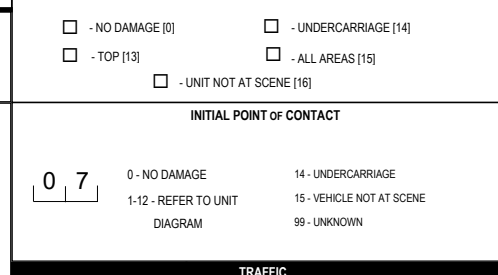 ☐ - NO DAMAGE [0] ☐ - UNDERCARRIAGE [14]
☐ - TOP [13] ☐ - ALL AREAS [15]
☐ - UNIT NOT AT SCENE [16]
INITIAL POINT OF CONTACT
0 7
0 - NO DAMAGE 14 - UNDERCARRIAGE
1-12 - REFER TO UNIT 15 - VEHICLE NOT AT SCENE
DIAGRAM 99 - UNKNOWN
TRAFFIC